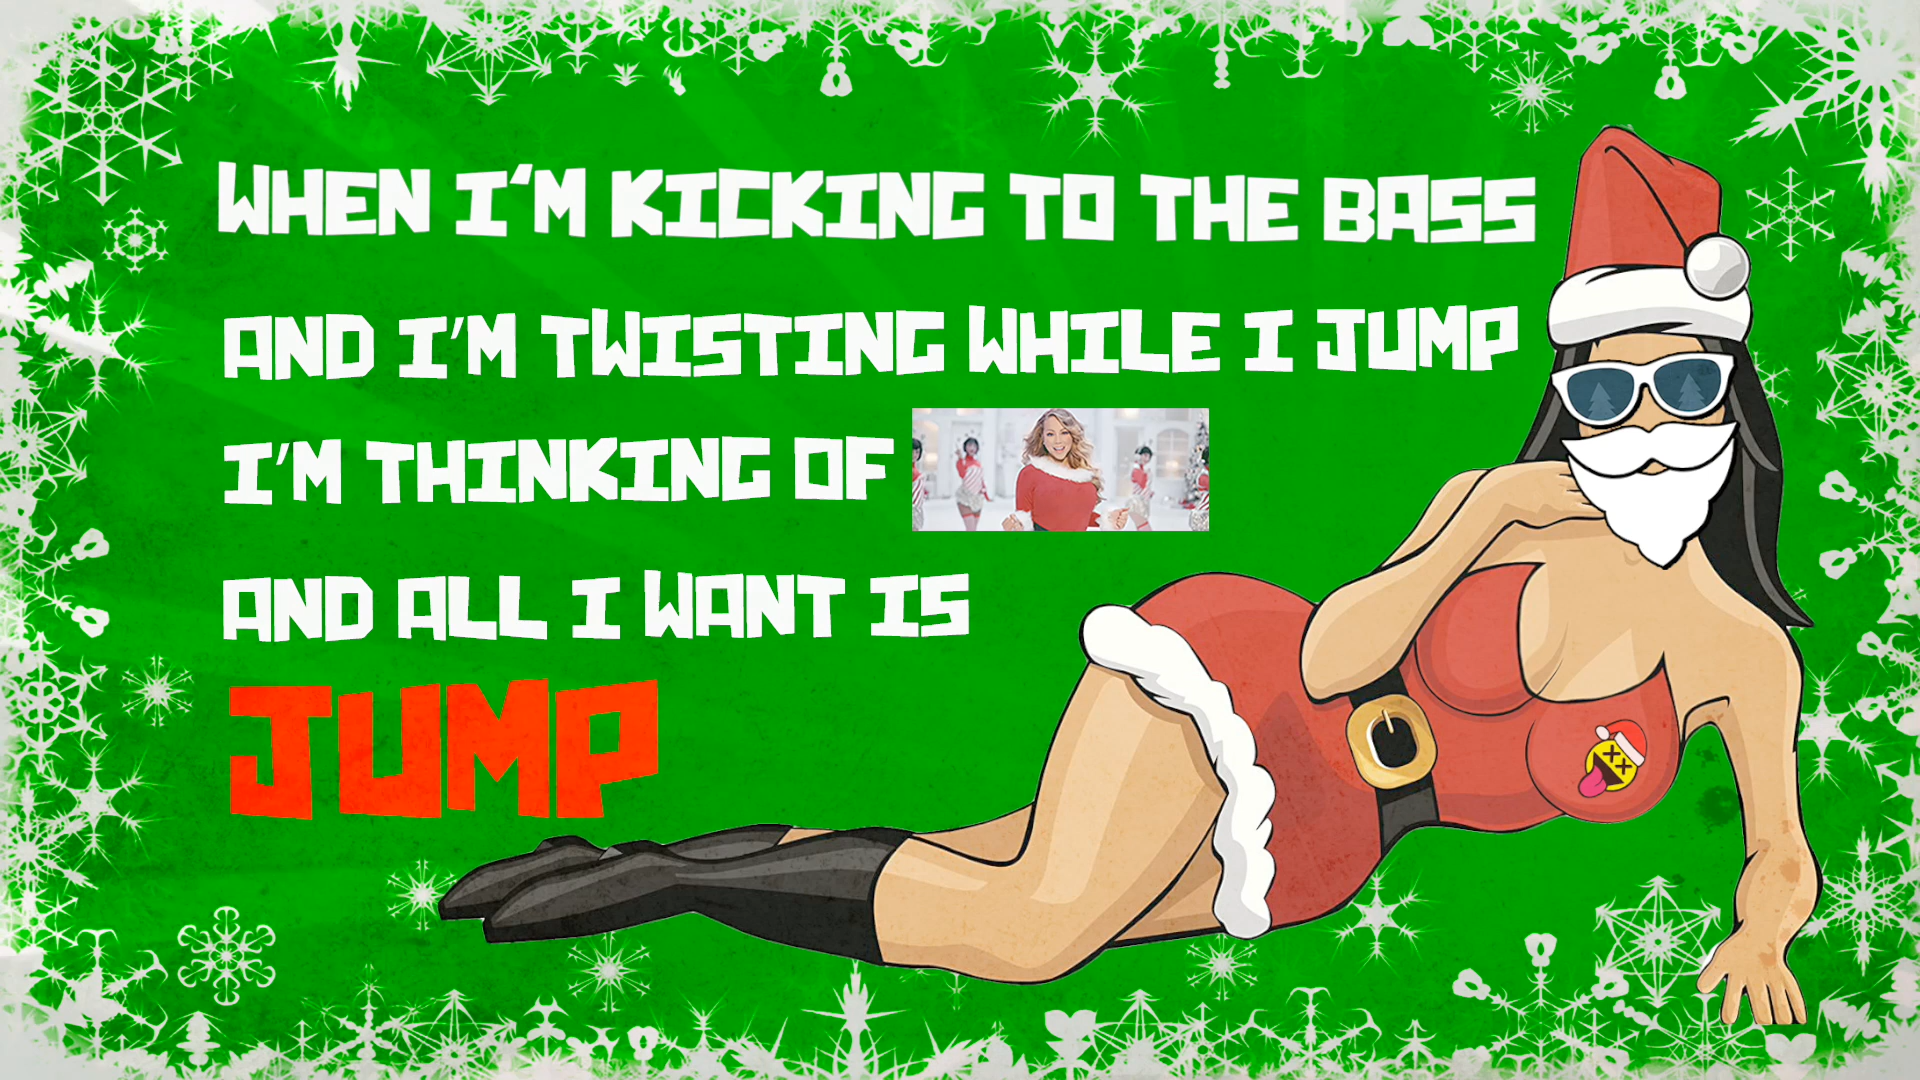 WHEN I'M KICKING TO THE BASS
AND I'M TWISTING WHILE I JUMP
I'M THINKING OF
AND ALL I WANT IS
JUMP